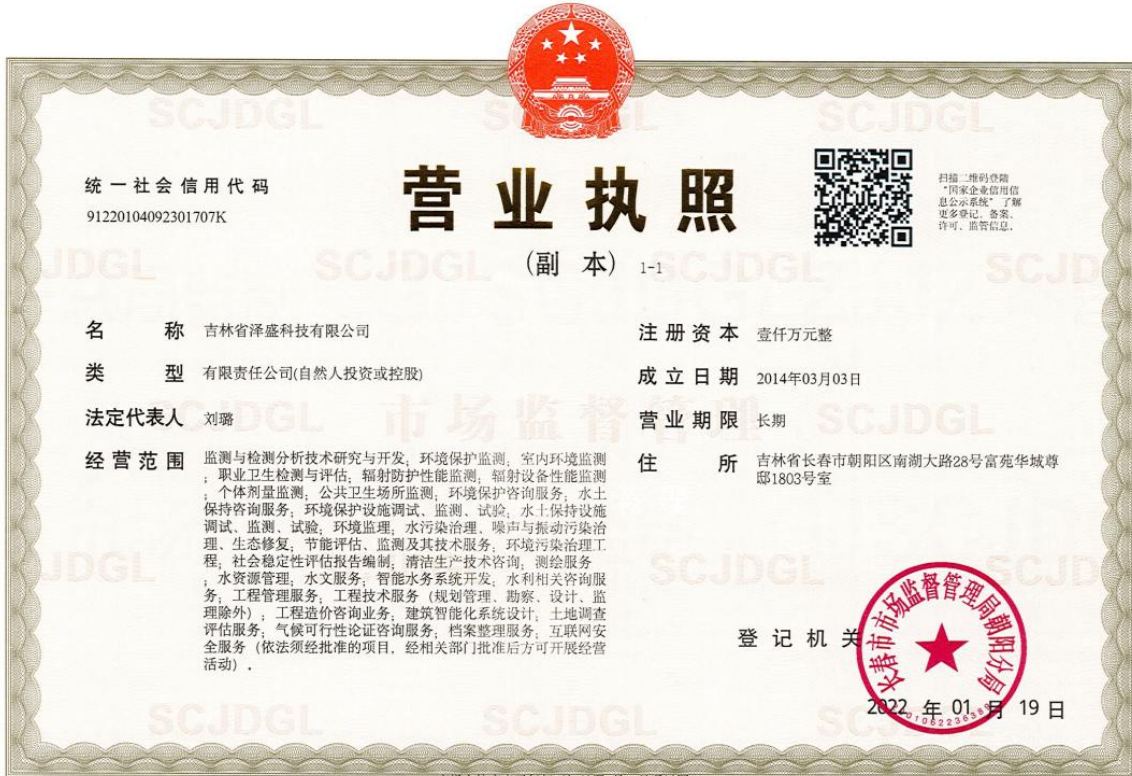 统一社会信用代码
91220104092301707K
营业执照
(副 本) 1-1
扫描二维码登陆
“国家企业信用信
息公示系统”了解
更多登记、备案、
许可、监管信息。
名 称 吉林省泽盛科技有限公司
类 型 有限责任公司(自然人投资或控股)
法定代表人 刘璐
经营范围 监测与检测分析技术研究与开发；环境保护监测；室内环境监测
；职业卫生检测与评估；辐射防护性能监测；辐射设备性能监测
；个体剂量监测；公共卫生场所监测；环境保护咨询服务；水土
保持咨询服务；环境保护设施调试、监测、试验；水土保持设施
调试、监测、试验；环境监理；水污染治理、噪声与振动污染治
理、生态修复；节能评估、监测及其技术服务；环境污染治理工
程；社会稳定性评估报告编制；清洁生产技术咨询；测绘服务
；水资源管理；水文服务；智能水务系统开发；水利相关咨询服
务；工程管理服务；工程技术服务（规划管理、勘察、设计、监
理除外）；工程造价咨询业务；建筑智能化系统设计；土地调查
评估服务；气候可行性论证咨询服务；档案整理服务；互联网安
全服务（依法须经批准的项目，经相关部门批准后方可开展经营
活动）。
注册资本 壹仟万元整
成立日期 2014年03月03日
营业期限 长期
住 所 吉林省长春市朝阳区南湖大路28号富苑华城尊
邸1803号室
登记机关
长春市市场监督管理局朝阳分局
2022 年 01 月 19 日
市场监督管理
SCJDGL